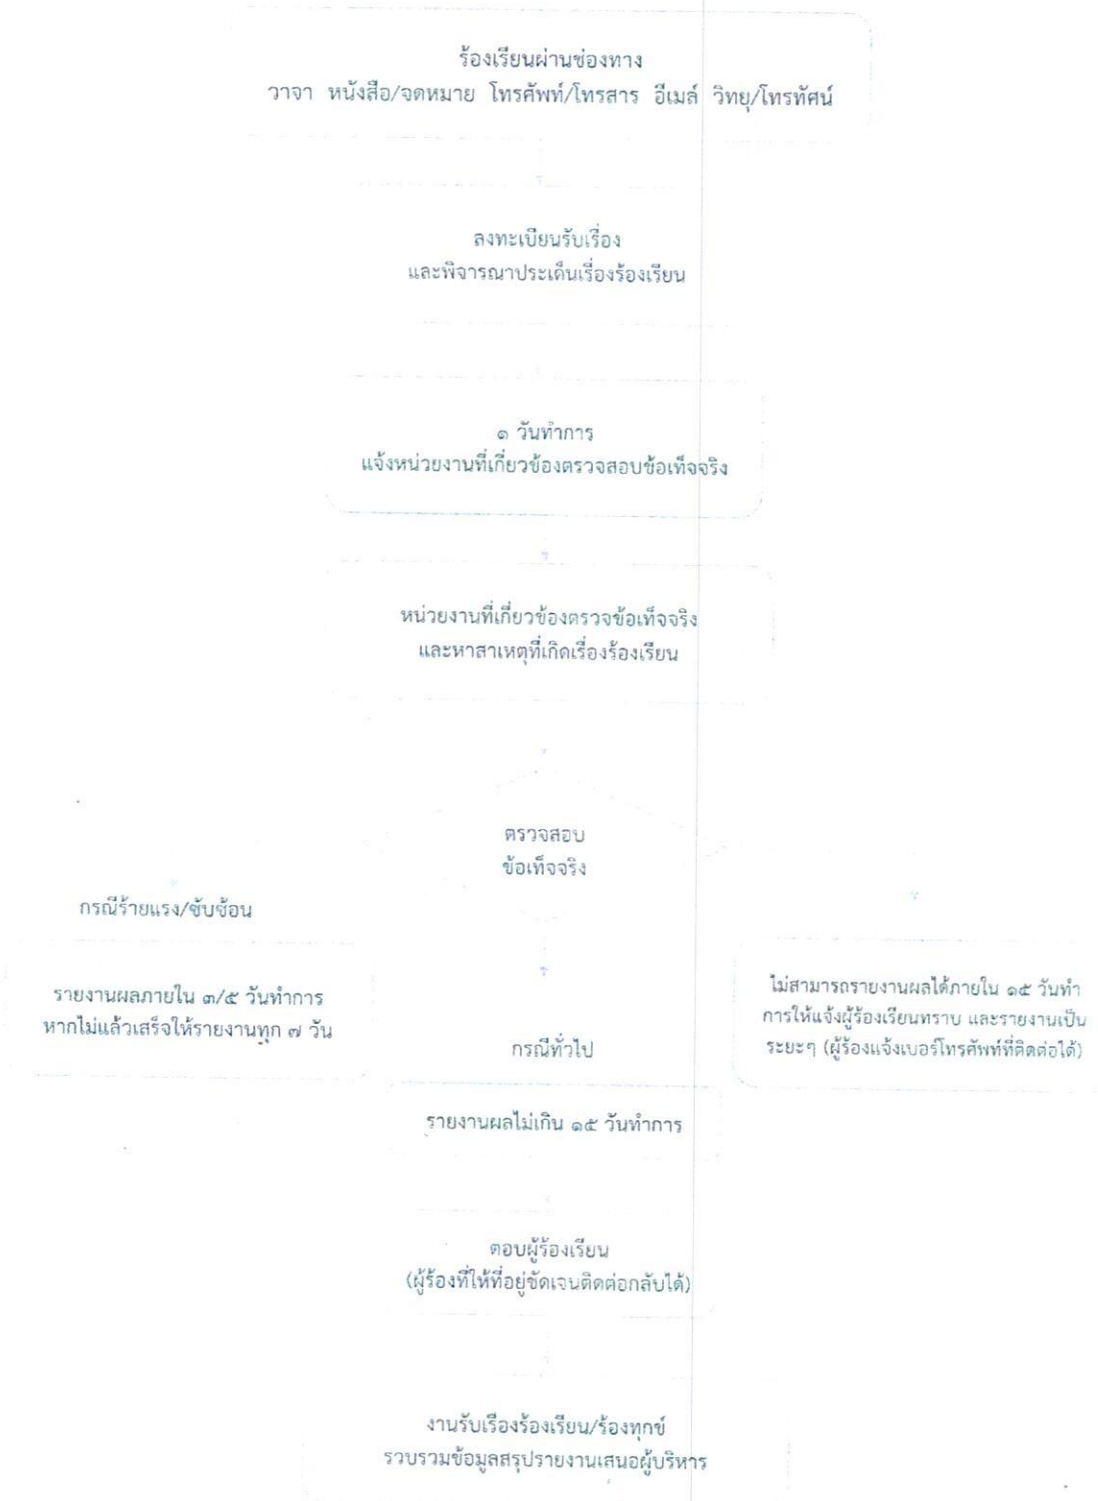 ร้องเรียนผ่านช่องทาง
วาจา หนังสือ/จดหมาย โทรศัพท์/โทรสาร อีเมล์ วิทยุ/โทรทัศน์
ลงทะเบียนรับเรื่อง
และพิจารณาประเด็นเรื่องร้องเรียน
๑ วันทำการ
แจ้งหน่วยงานที่เกี่ยวข้องตรวจสอบข้อเท็จจริง
หน่วยงานที่เกี่ยวข้องตรวจข้อเท็จจริง
และหาสาเหตุที่เกิดเรื่องร้องเรียน
ตรวจสอบ
ข้อเท็จจริง
กรณีร้ายแรง/ซับซ้อน
รายงานผลภายใน ๓/๕ วันทำการ
หากไม่แล้วเสร็จให้รายงานทุก ๗ วัน
ไม่สามารถรายงานผลได้ภายใน ๑๕ วันทำ
การให้แจ้งผู้ร้องเรียนทราบ และรายงานเป็น
ระยะๆ (ผู้ร้องแจ้งเบอร์โทรศัพท์ที่ติดต่อได้)
กรณีทั่วไป
รายงานผลไม่เกิน ๑๕ วันทำการ
ตอบผู้ร้องเรียน
(ผู้ร้องที่ให้ที่อยู่ชัดเจนติดต่อกลับได้)
งานรับเรื่องร้องเรียน/ร้องทุกข์
รวบรวมข้อมูลสรุปรายงานเสนอผู้บริหาร